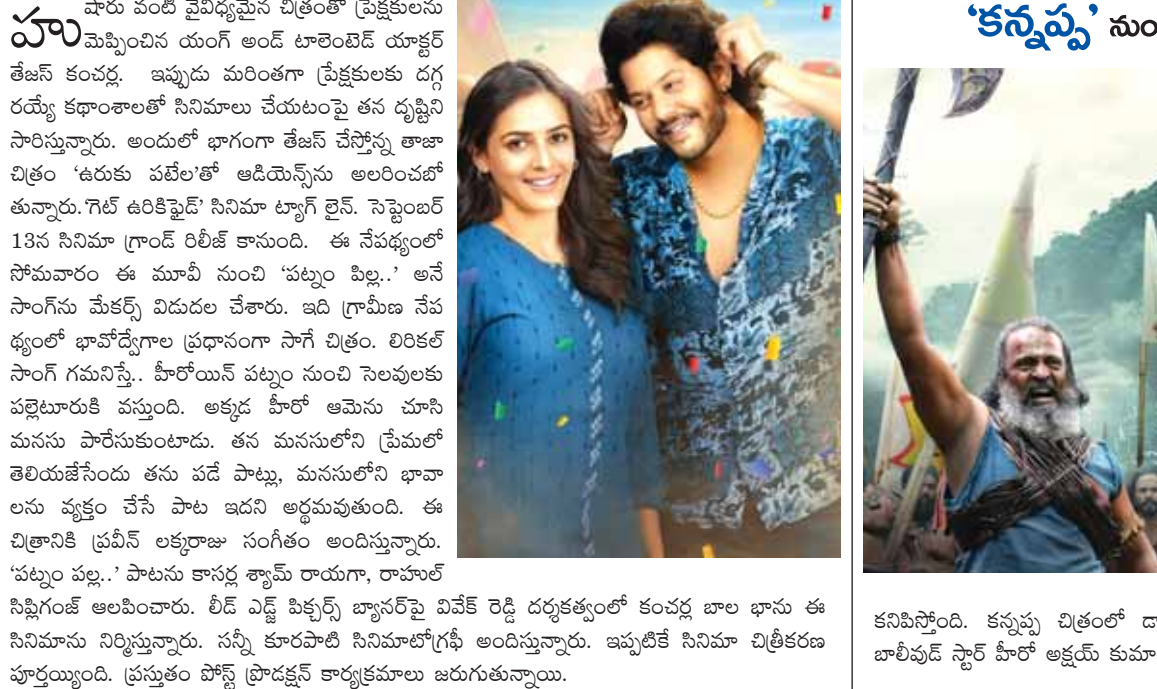 హుషారు వంటి వైవిధ్యమైన చిత్రంతో ప్రేక్షకులను
మెప్పించిన యంగ్ అండ్ టాలెంటెడ్ యాక్టర్
తేజస్ కంచర్ల. ఇప్పుడు మరింతగా ప్రేక్షకులకు దగ్గ
రయ్యే కథాంశాలతో సినిమాలు చేయటంపై తన దృష్టిని
సారిస్తున్నారు. అందులో భాగంగా తేజస్ చేస్తోన్న తాజా
చిత్రం ‘ఉరుకు పటేల’తో ఆడియెన్స్‌ను అలరించబో
తున్నారు.‘గెట్ ఉరికిఫైడ్’ సినిమా ట్యాగ్ లైన్. సెప్టెంబర్
13న సినిమా గ్రాండ్ రిలీజ్ కానుంది. ఈ నేపథ్యంలో
సోమవారం ఈ మూవీ నుంచి ‘పట్నం పిల్ల..’ అనే
సాంగ్‌ను మేకర్స్ విడుదల చేశారు. ఇది గ్రామీణ నేప
థ్యంలో భావోద్వేగాల ప్రధానంగా సాగే చిత్రం. లిరికల్
సాంగ్ గమనిస్తే.. హీరోయిన్ పట్నం నుంచి సెలవులకు
పల్లెటూరుకి వస్తుంది. అక్కడ హీరో ఆమెను చూసి
మనసు పారేసుకుంటాడు. తన మనసులోని ప్రేమలో
తెలియజేసేందు తను పడే పాట్లు, మనసులోని భావా
లను వ్యక్తం చేసే పాట ఇదని అర్థమవుతుంది. ఈ
చిత్రానికి ప్రవీన్ లక్కరాజు సంగీతం అందిస్తున్నారు.
‘పట్నం పల్ల..’ పాటను కాసర్ల శ్యామ్ రాయగా, రాహుల్
సిప్లిగంజ్ ఆలపించారు. లీడ్ ఎడ్జ్ పిక్చర్స్ బ్యానర్‌పై వివేక్ రెడ్డి దర్శకత్వంలో కంచర్ల బాల భాను ఈ
సినిమాను నిర్మిస్తున్నారు. సన్నీ కూరపాటి సినిమాటోగ్రఫీ అందిస్తున్నారు. ఇప్పటికే సినిమా చిత్రీకరణ
పూర్తయ్యింది. ప్రస్తుతం పోస్ట్ ప్రొడక్షన్ కార్యక్రమాలు జరుగుతున్నాయి.
‘కన్నప్ప’ నుం
కనిపిస్తోంది. కన్నప్ప చిత్రంలో డా
బాలీవుడ్ స్టార్ హీరో అక్షయ్ కుమా